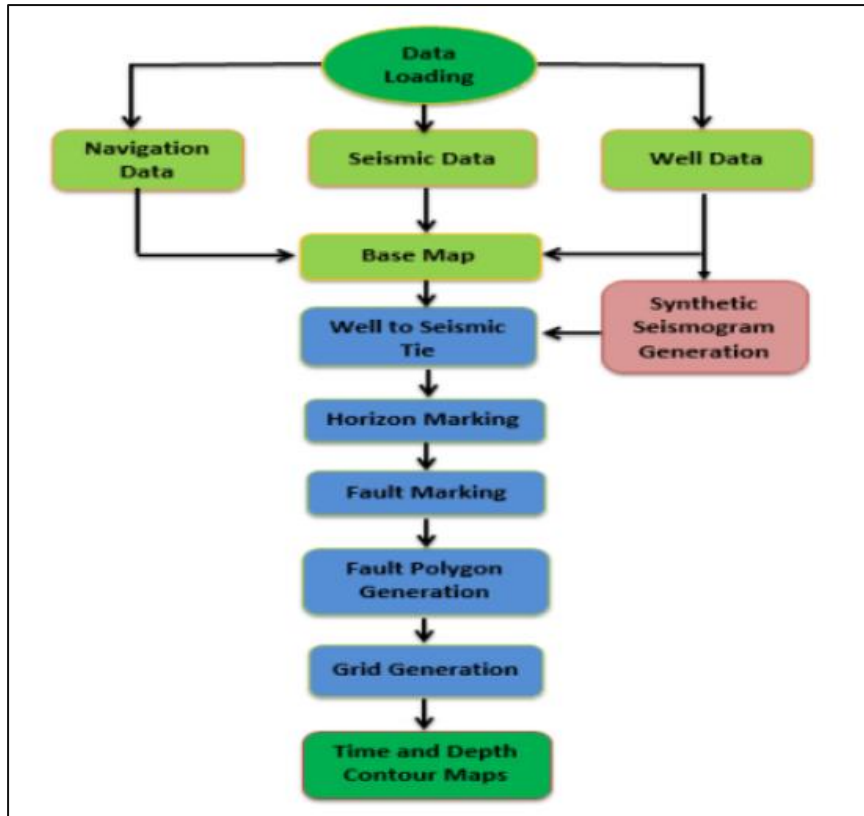 Data
Loading
Navigation
Data
Seismic Data
Well Data
Base Map
Synthetic
Seismogram
Generation
Well to Seismic
Tie
Horizon Marking
Fault Marking
Fault Polygon
Generation
Grid Generation
Time and Depth
Contour Maps